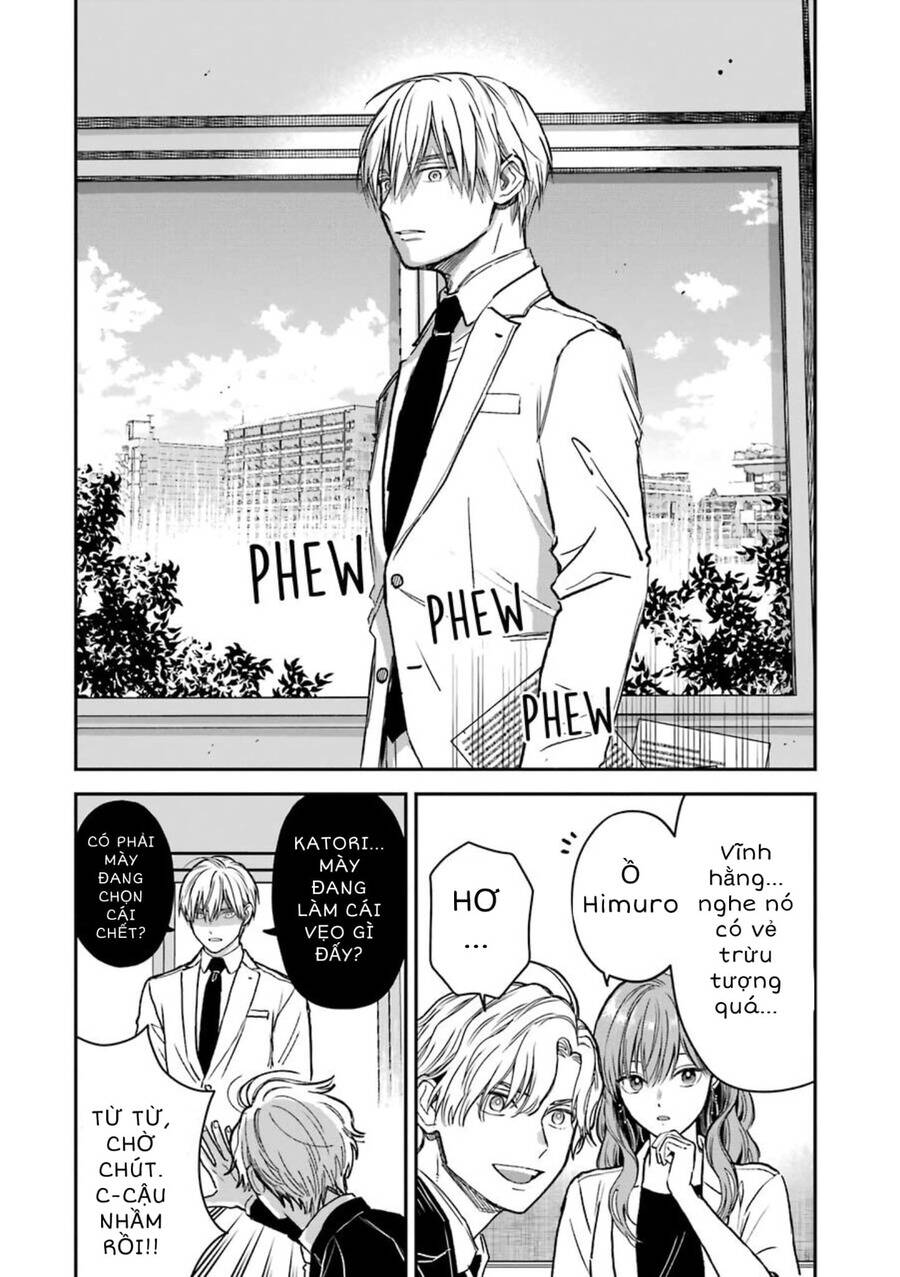 PHEW
PHEW
PHEW
Vĩnh
hằng...
nghe nó
có vẻ
trừu
tượng
quá...
Ồ
Himuro
HƠ
...
KATORI...
MÀY
ĐANG
LÀM CÁI
VẸO GÌ
ĐẤY?
CÓ PHẢI
MÀY
ĐANG
CHỌN
CÁI
CHẾT?
TỪ TỪ,
CHỜ
CHÚT.
C-CẬU
NHẦM
RỒI!!